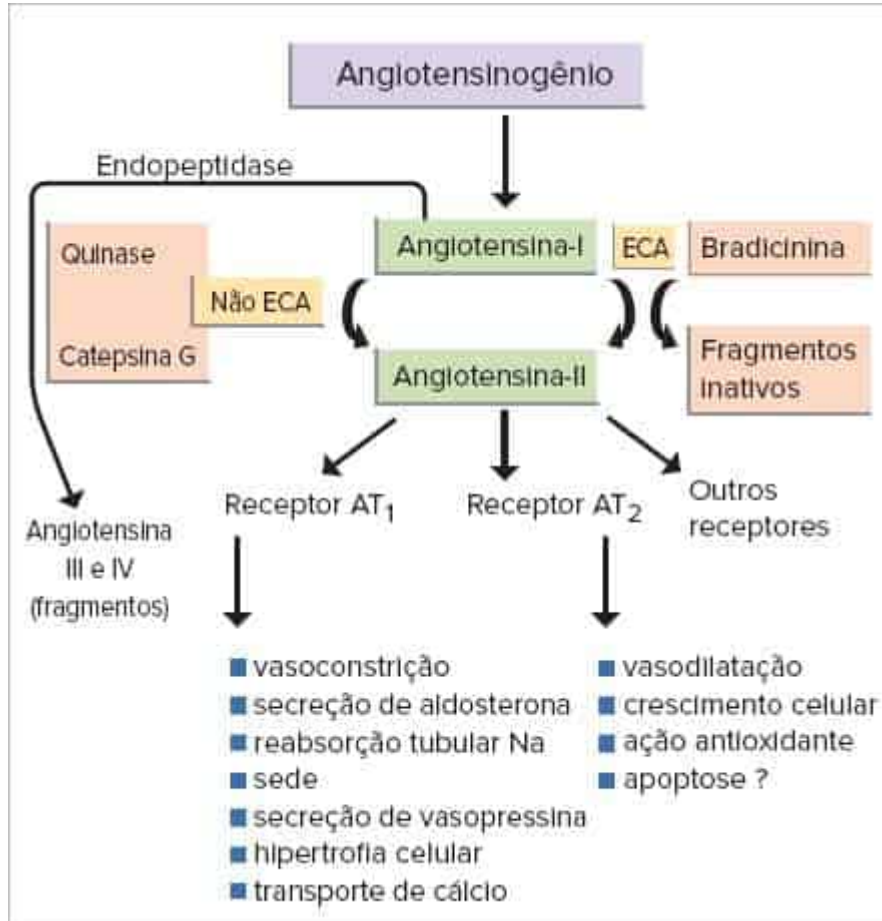 Angiotensinogênio
Endopeptidase
Quinase
Catepsina G
Não ECA
Angiotensina-I
ECA
Bradicinina
Angiotensina-II
Fragmentos
inativos
Angiotensina
III e IV
(fragmentos)
Receptor AT1
Receptor AT2
Outros
receptores
vasoconstrição
secreção de aldosterona
reabsorção tubular Na
sede
secreção de vasopressina
hipertrofia celular
transporte de cálcio
vasodilatação
crescimento celular
ação antioxidante
apoptose ?